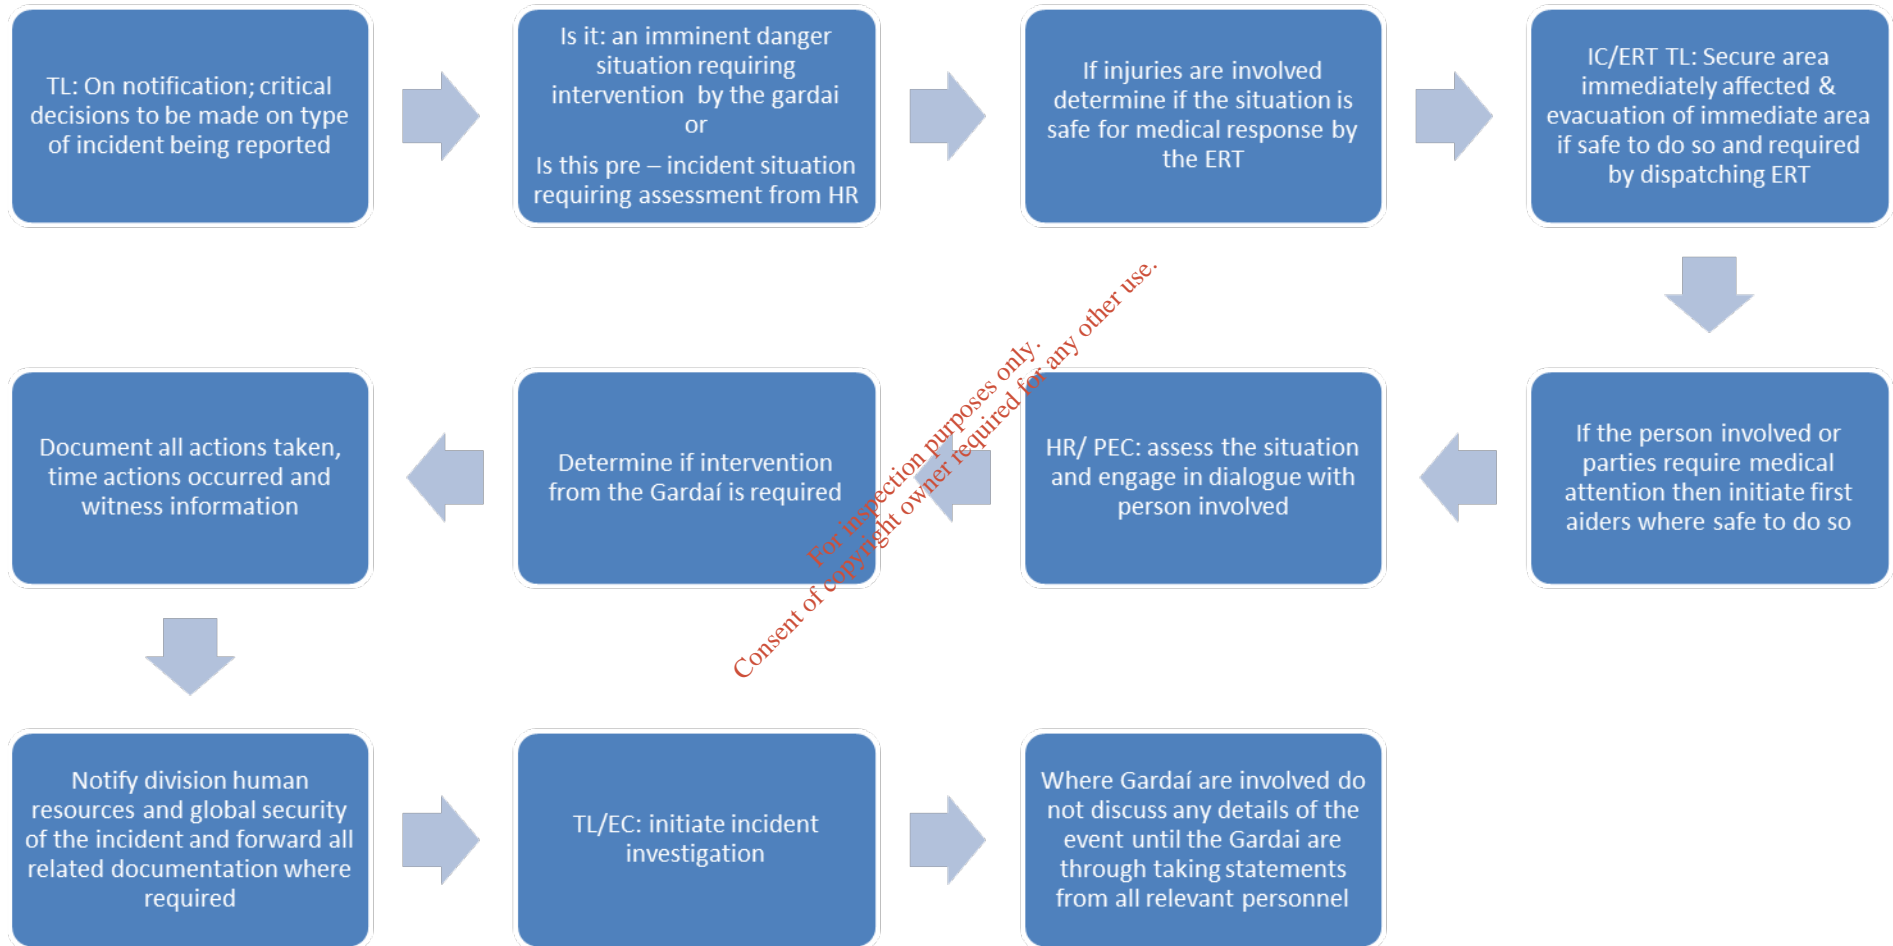 TL: On notification; critical
decisions to be made on type
of incident being reported
Is it: an imminent danger
situation requiring
intervention by the gardai
or
Is this pre – incident situation
requiring assessment from HR
If injuries are involved
determine if the situation is
safe for medical response by
the ERT
IC/ERT TL: Secure area
immediately affected &
evacuation of immediate area
if safe to do so and required
by dispatching ERT
If the person involved or
parties require medical
attention then initiate first
aiders where safe to do so
HR/ PEC: assess the situation
and engage in dialogue with
person involved
Determine if intervention
from the Gardaí is required
Document all actions taken,
time actions occurred and
witness information
Notify division human
resources and global security
of the incident and forward all
related documentation where
required
TL/EC: initiate incident
investigation
Where Gardaí are involved do
not discuss any details of the
event until the Gardai are
through taking statements
from all relevant personnel
For inspection purposes only.
Consent of copyright owner required for any other use.